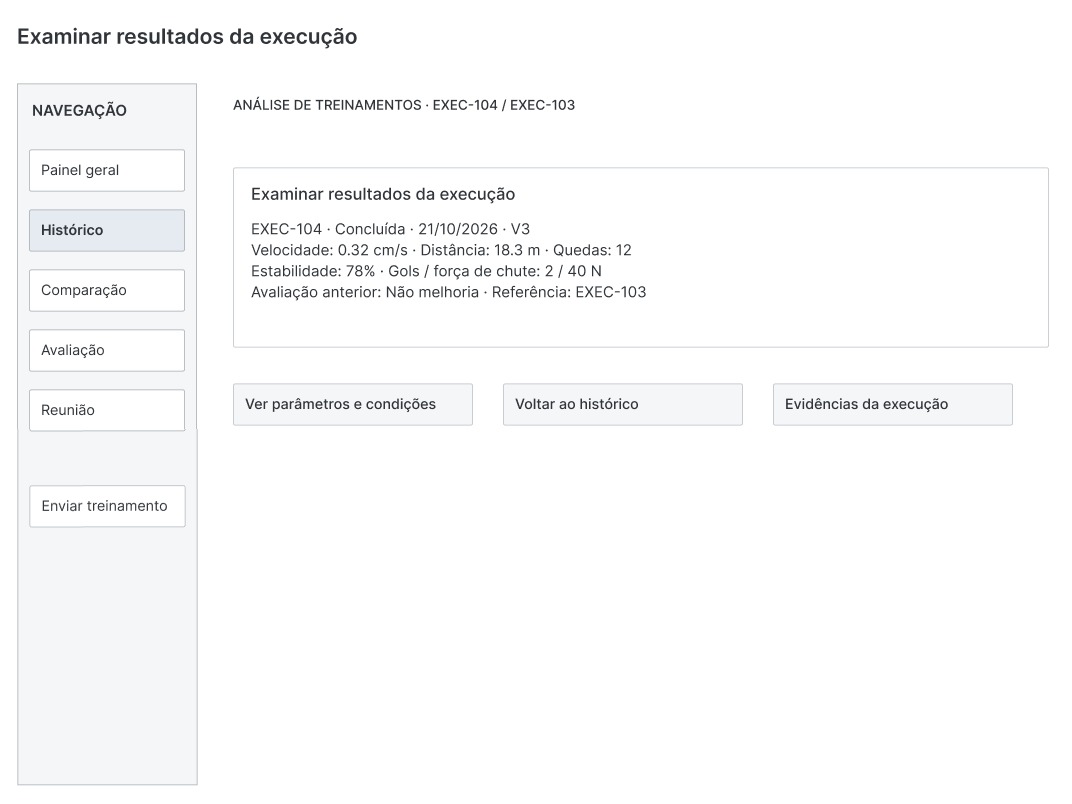 Examinar resultados da execução
NAVEGAÇÃO
Painel geral
Histórico
Comparação
Avaliação
Reunião
Enviar treinamento
ANÁLISE DE TREINAMENTOS · EXEC-104 / EXEC-103
Examinar resultados da execução
EXEC-104 · Concluída · 21/10/2026 · V3
Velocidade: 0.32 cm/s · Distância: 18.3 m · Quedas: 12
Estabilidade: 78% · Gols / força de chute: 2 / 40 N
Avaliação anterior: Não melhoria · Referência: EXEC-103
Ver parâmetros e condições
Voltar ao histórico
Evidências da execução